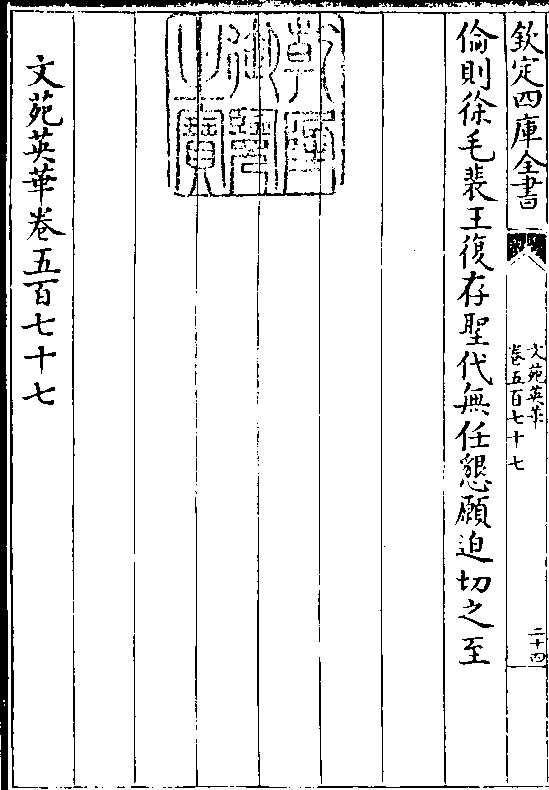 欽定四庫全書
文苑英華
卷五百七十七
二十四
倫則徐毛裴王復存聖代無任懇願迫切之至
乾隆御覽之寶
文苑英華卷五百七十七